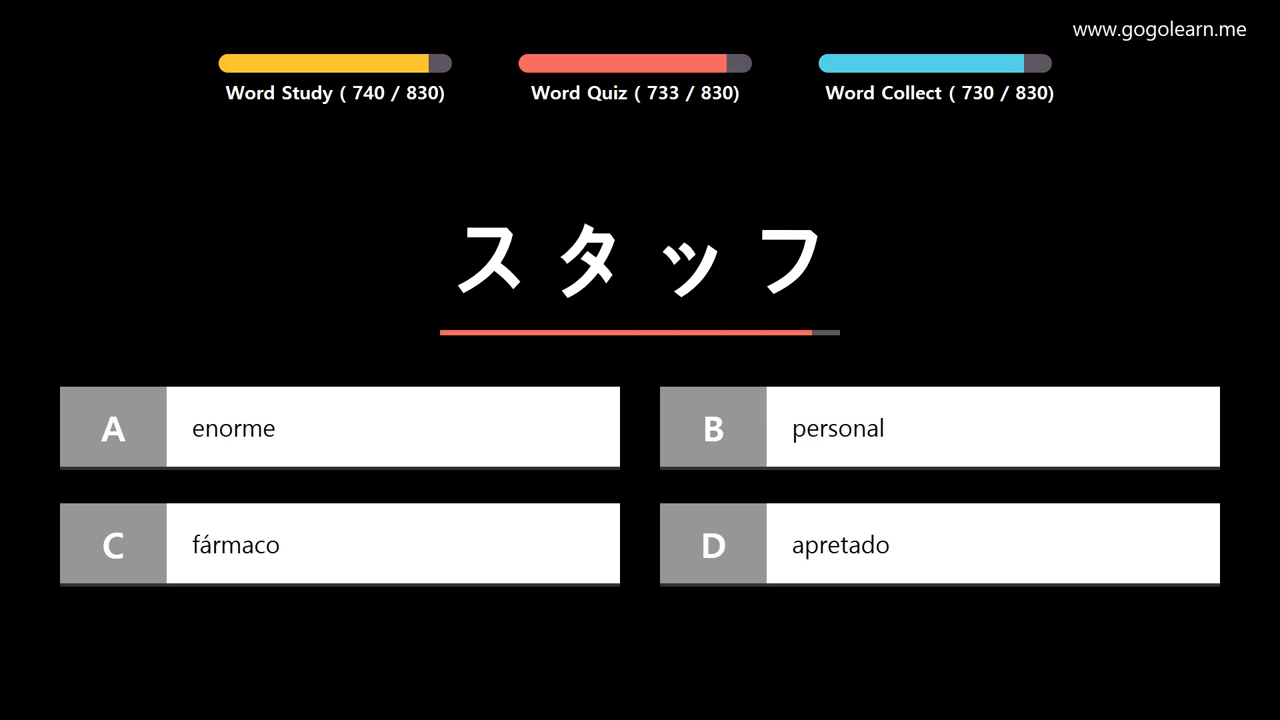 www.gogolearn.me
Word Study ( 740 / 830)
Word Quiz ( 733 / 830)
Word Collect ( 730 / 830)
スタッフ
A enorme
B personal
C fármaco
D apretado